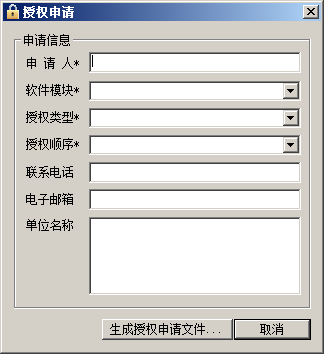 授权申请
申请信息
申 请 人*
软件模块*
授权类型*
授权顺序*
联系电话
电子邮箱
单位名称
生成授权申请文件...
取消